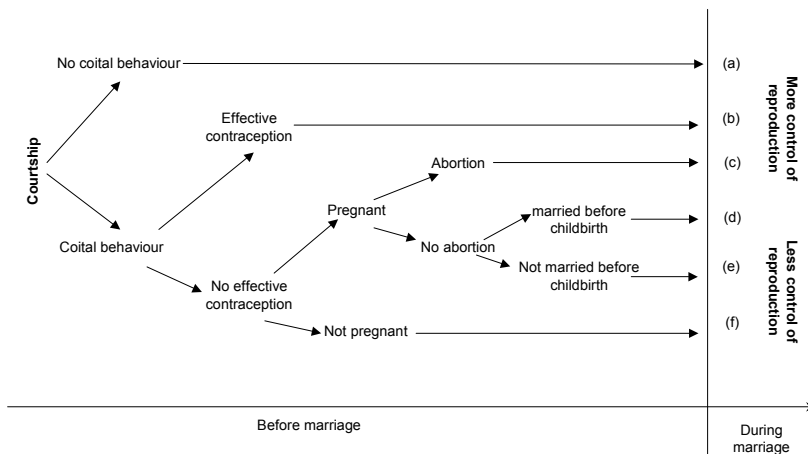 Courtship
No coital behaviour
(a)
Effective
contraception
(b)
Abortion
(c)
Pregnant
married before
childbirth
(d)
Coital behaviour
No abortion
Not married before
childbirth
(e)
No effective
contraception
Not pregnant
(f)
More control of
reproduction
Less control of
reproduction
Before marriage
During
marriage